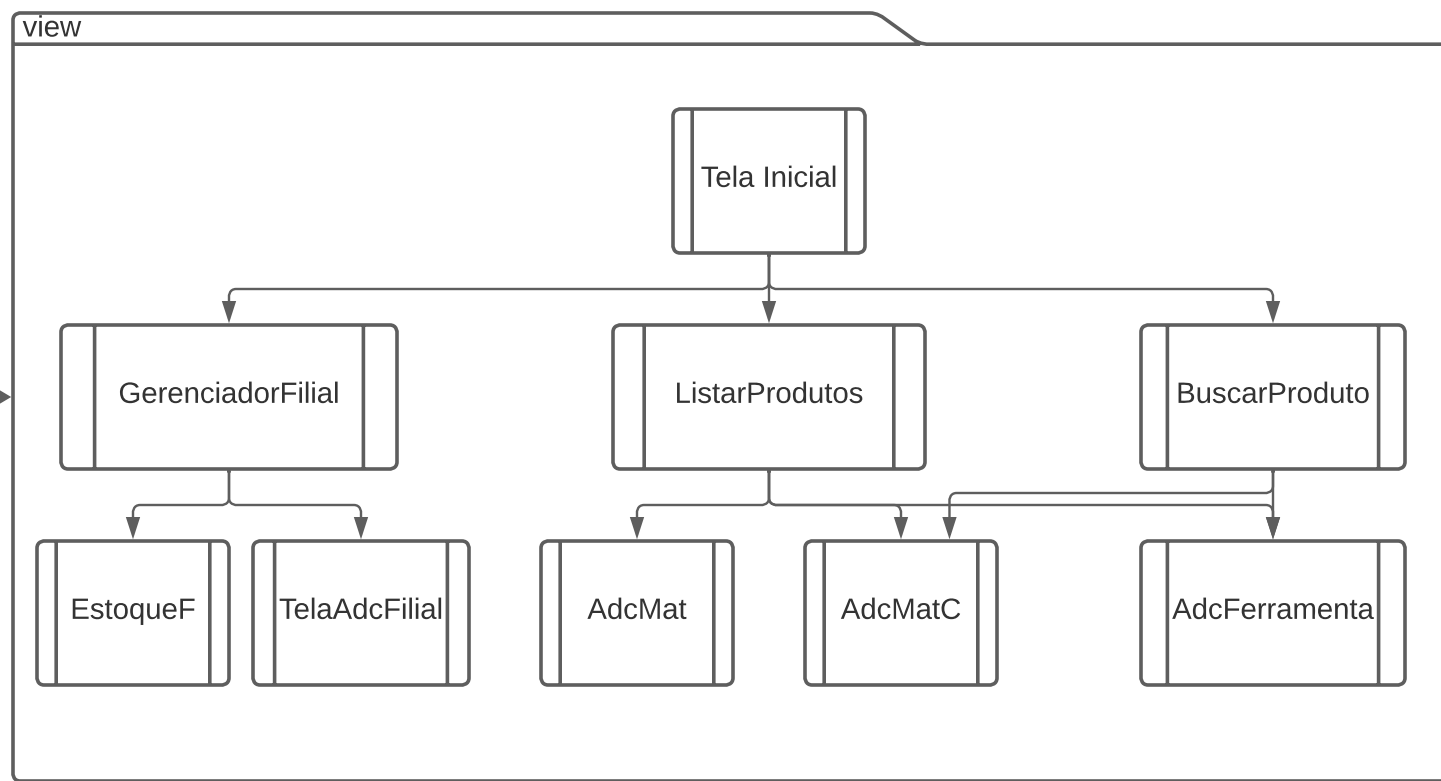 view
Tela Inicial
GerenciadorFilial
ListarProdutos
BuscarProduto
EstoqueF
TelaAdcFilial
AdcMat
AdcMatC
AdcFerramenta